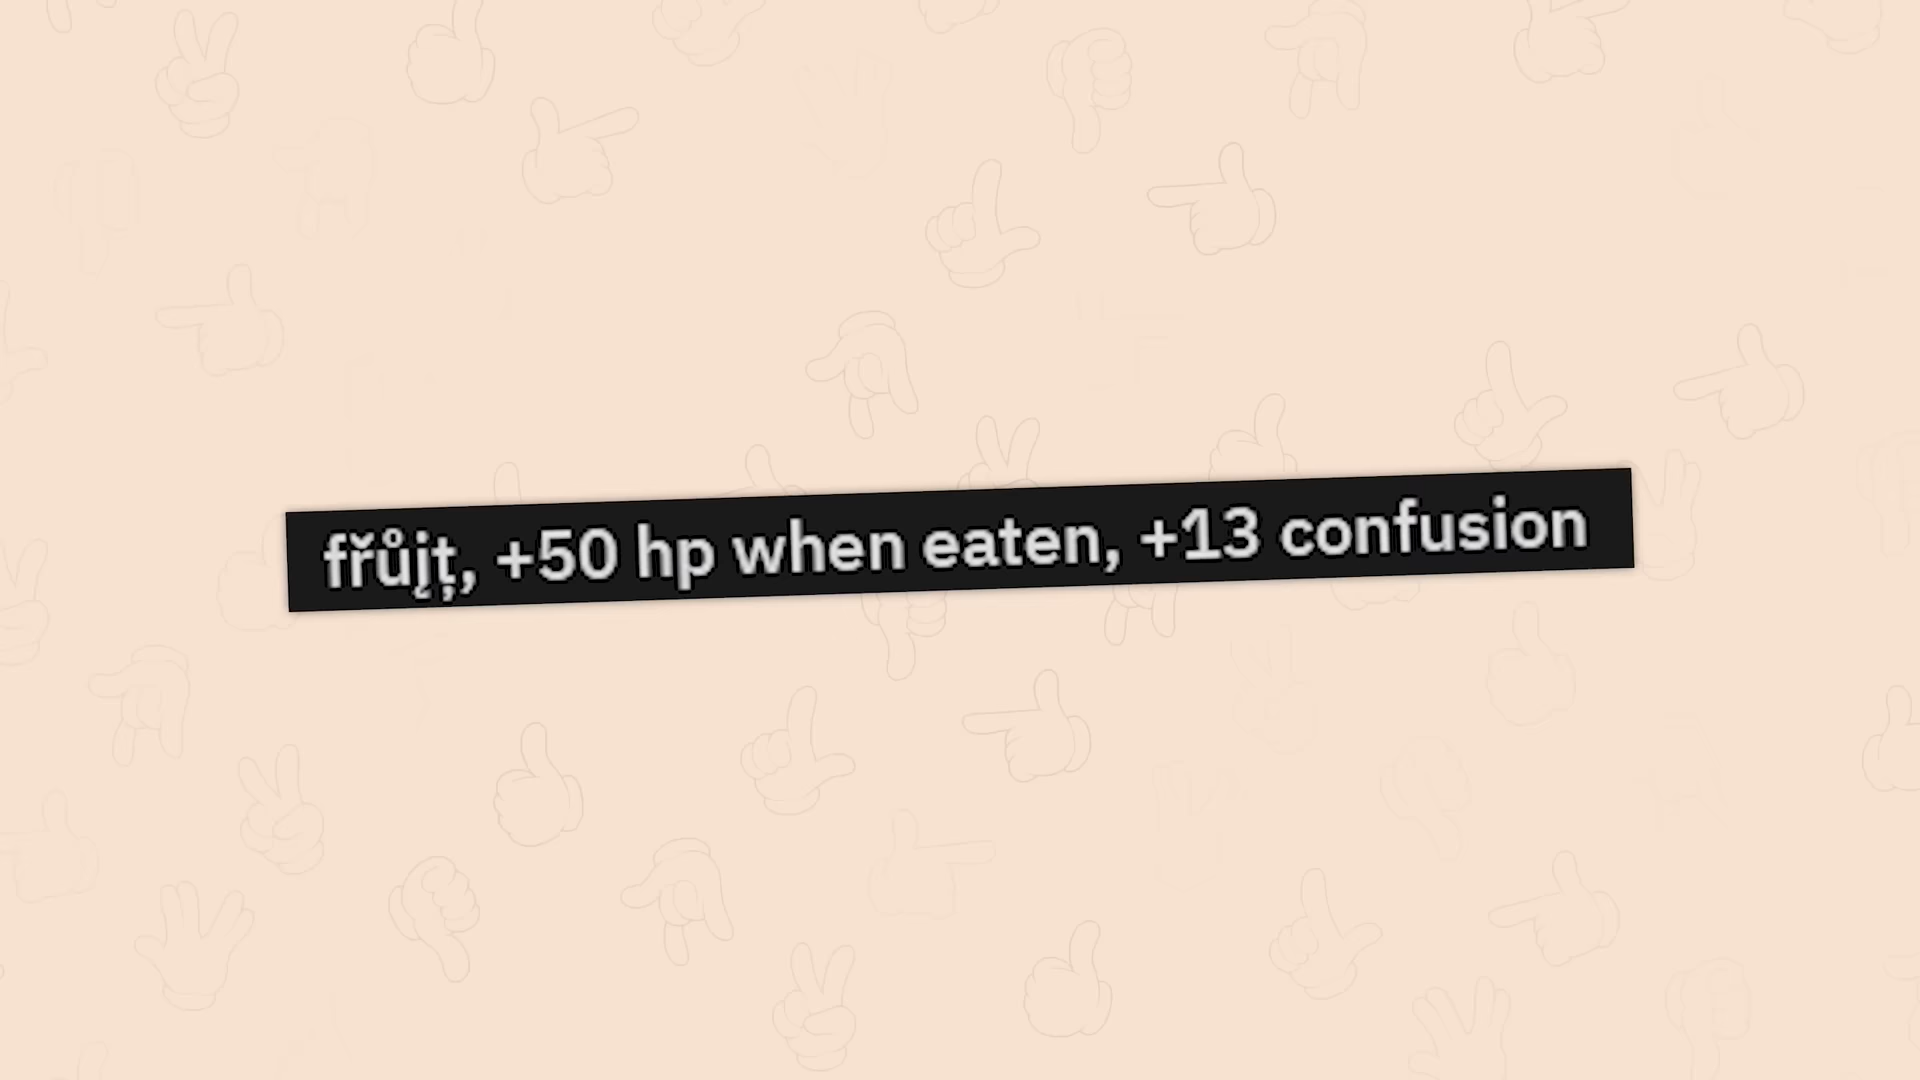 fřůįţ, +50 hp when eaten, +13 confusion